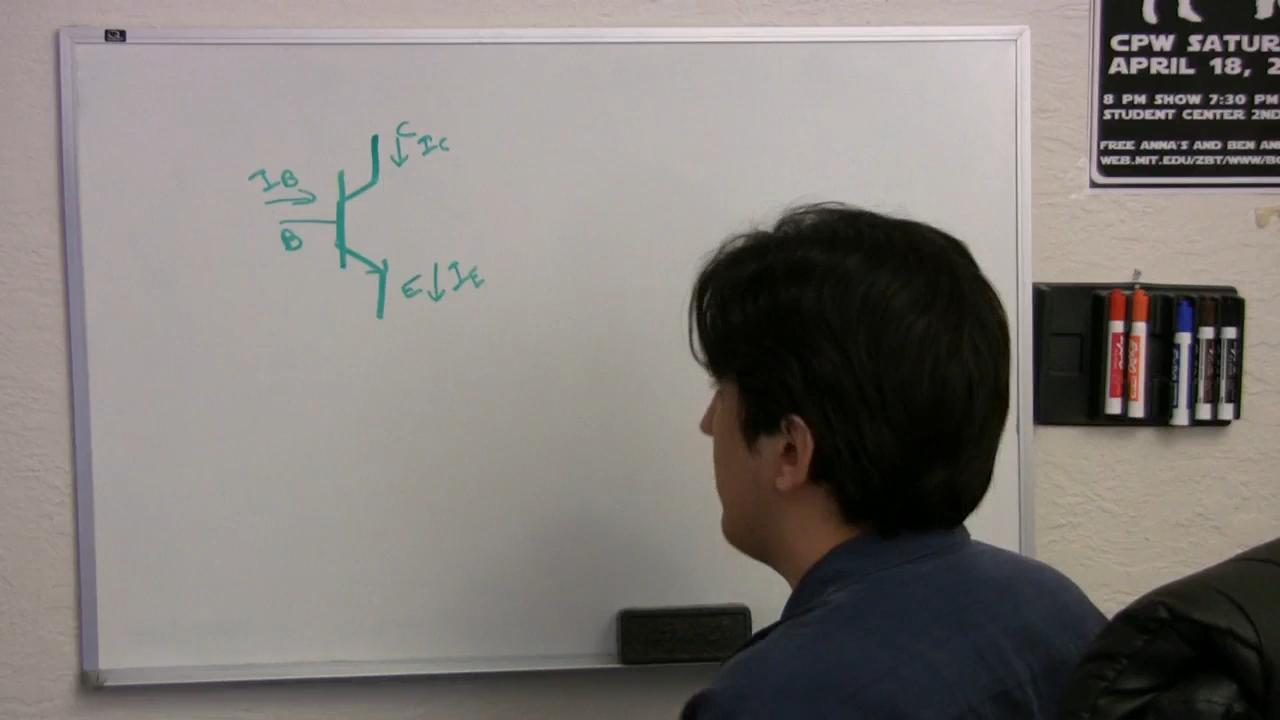 C
IC
IB
B
E IE
CPW SATUR
APRIL 18, 2
8 PM SHOW 7:30 PM
STUDENT CENTER 2ND
FREE ANNA'S AND BEN AN
WEB.MIT.EDU/ZBT/WWW/BO